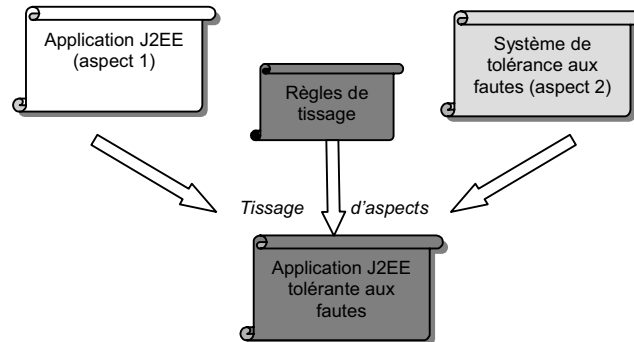 Application J2EE
(aspect 1)
Règles de
tissage
Système de
tolérance aux
fautes (aspect 2)
Tissage d'aspects
Application J2EE
tolérante aux
fautes